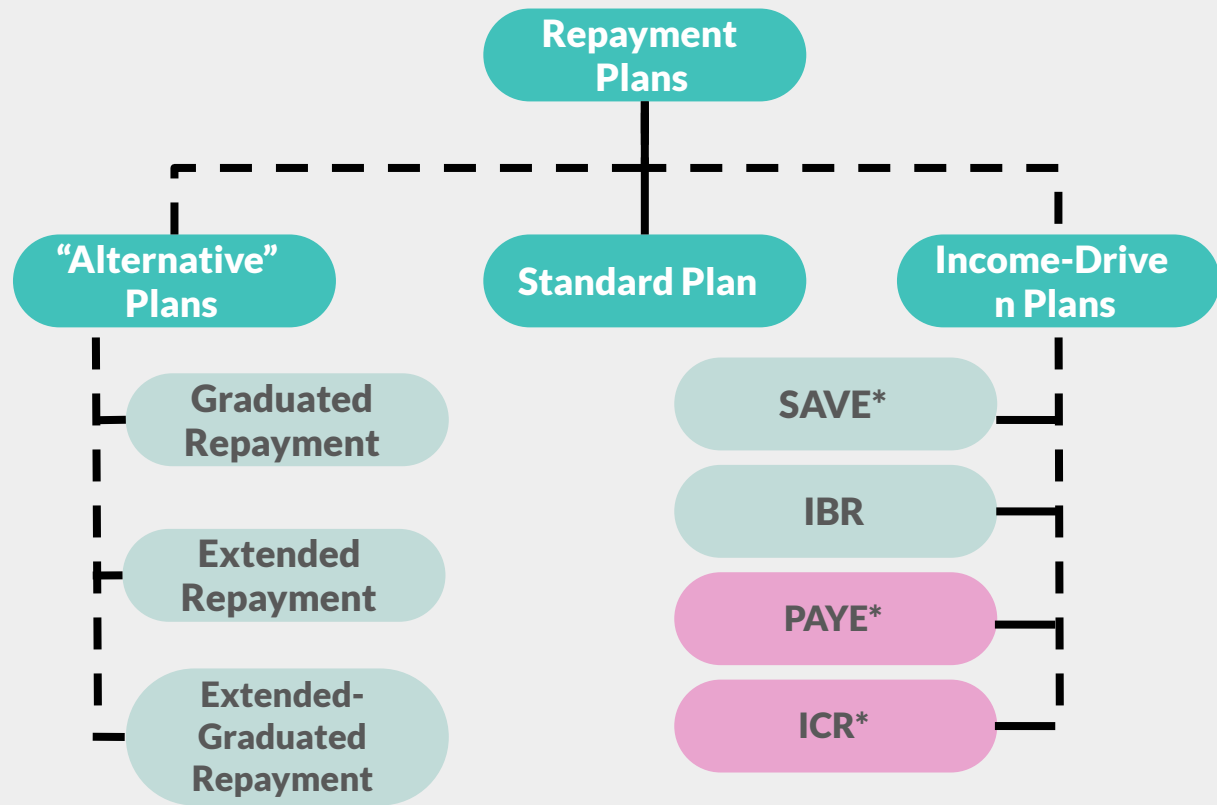 Repayment
Plans
“Alternative”
Plans
Standard Plan
Income-Drive
n Plans
Graduated
Repayment
Extended
Repayment
Extended-
Graduated
Repayment
SAVE*
IBR
PAYE*
ICR*